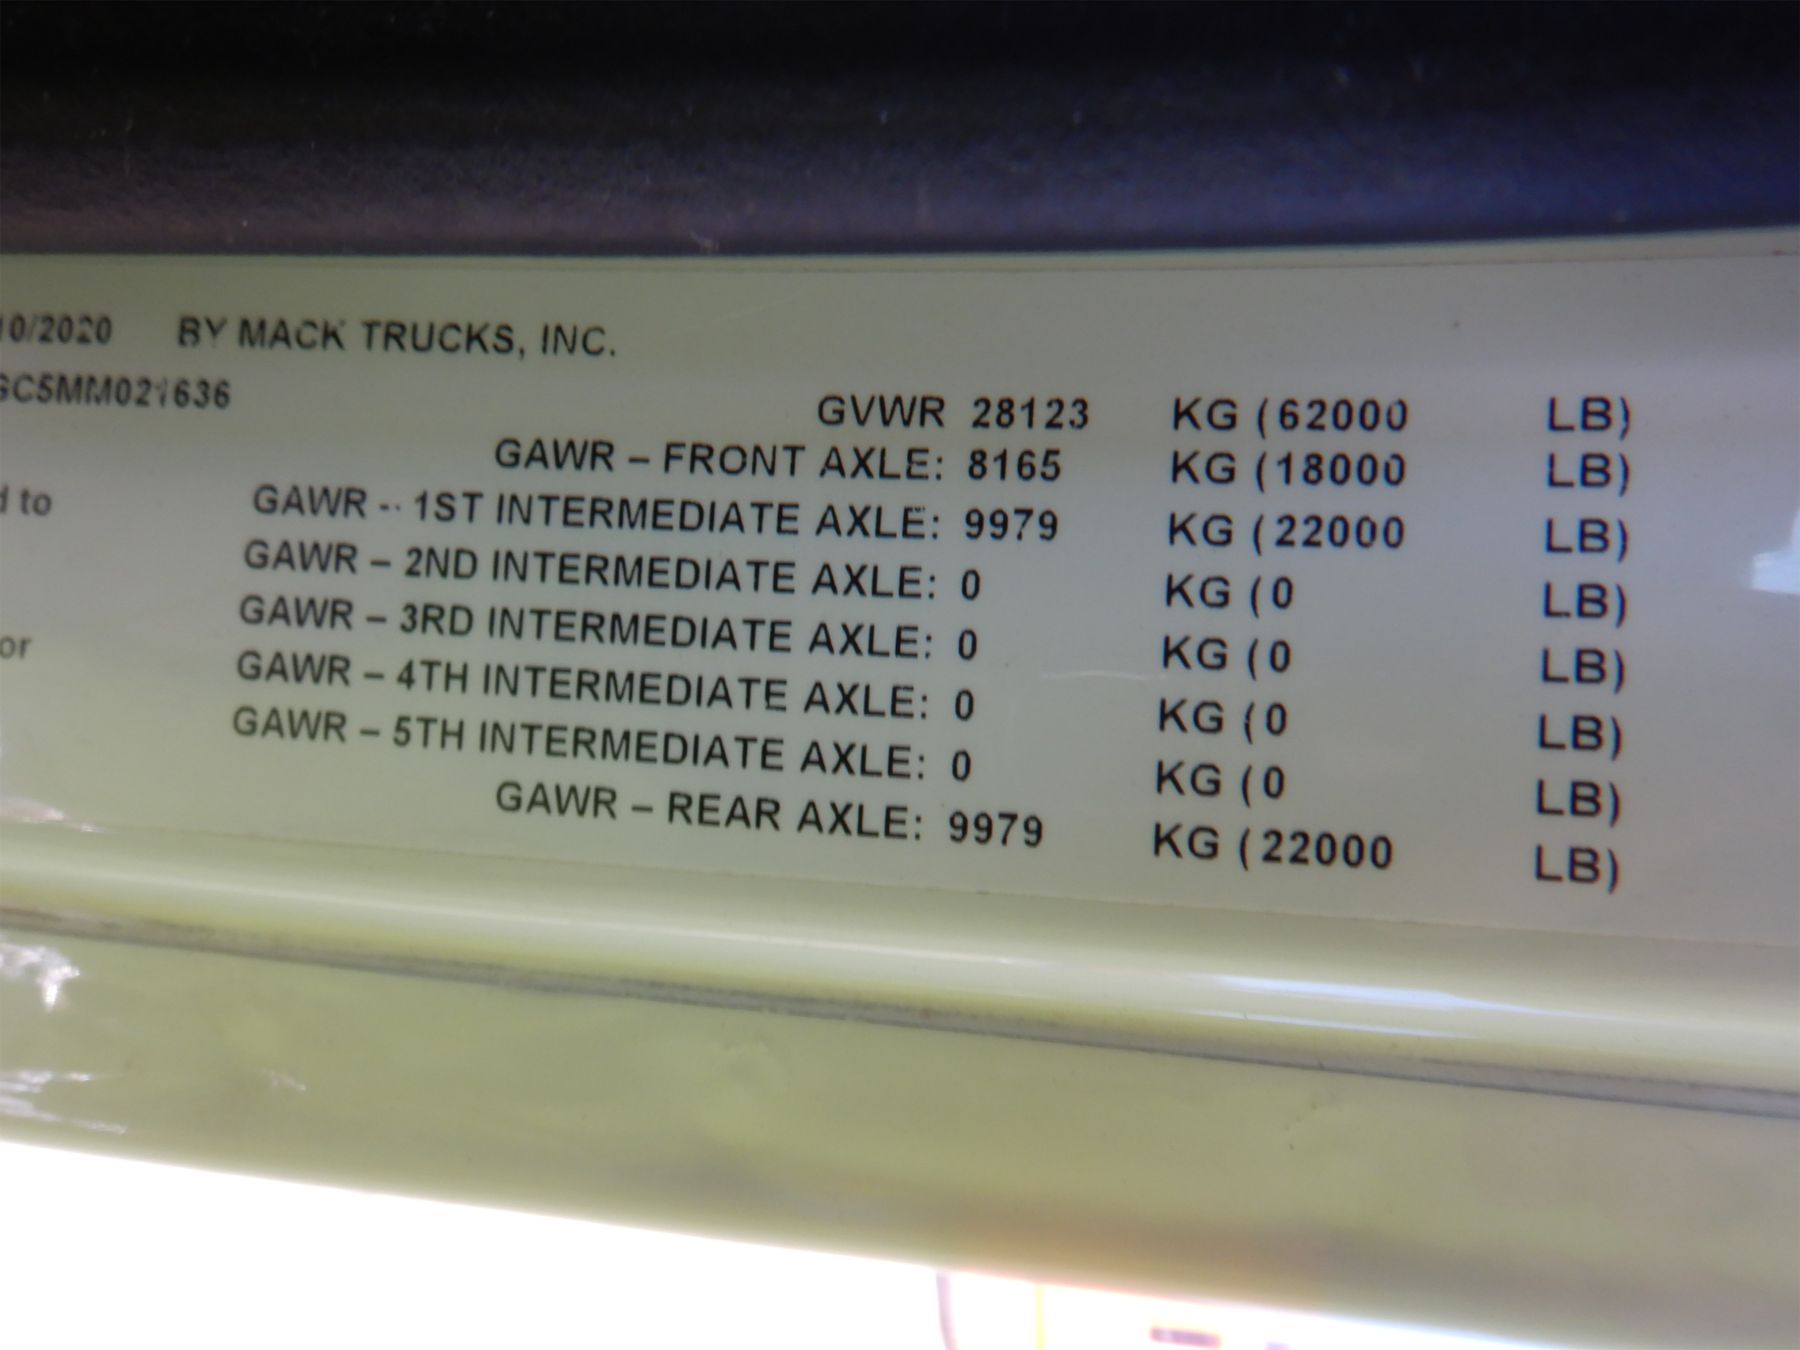 10/2020 BY MACK TRUCKS, INC.
GC5MM021636
GVWR 28123 KG (62000 LB)
GAWR – FRONT AXLE: 8165 KG (18000 LB)
d to
GAWR - 1ST INTERMEDIATE AXLE: 9979 KG (22000 LB)
GAWR – 2ND INTERMEDIATE AXLE: 0 KG (0 LB)
GAWR – 3RD INTERMEDIATE AXLE: 0 KG (0 LB)
or
GAWR – 4TH INTERMEDIATE AXLE: 0 KG (0 LB)
GAWR – 5TH INTERMEDIATE AXLE: 0 KG (0 LB)
GAWR – REAR AXLE: 9979 KG (22000 LB)